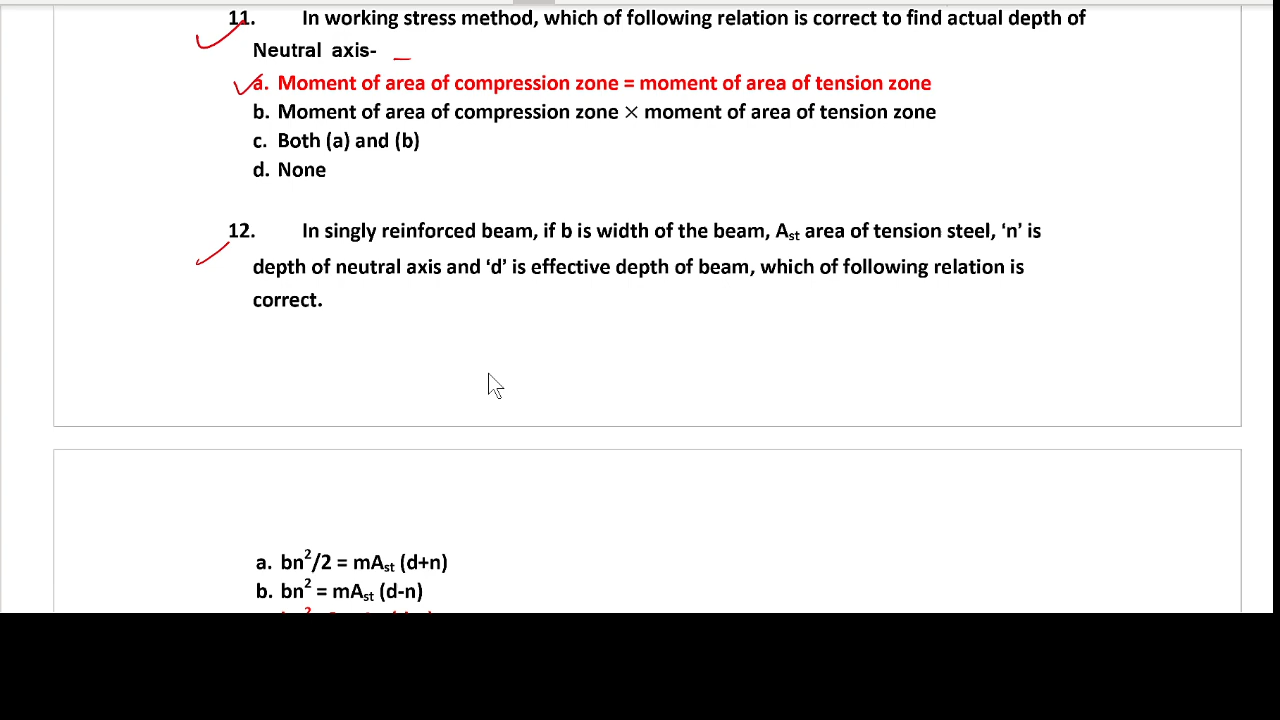 11. In working stress method, which of following relation is correct to find actual depth of
Neutral axis-
a. Moment of area of compression zone = moment of area of tension zone
b. Moment of area of compression zone × moment of area of tension zone
c. Both (a) and (b)
d. None
12. In singly reinforced beam, if b is width of the beam, Ast area of tension steel, ‘n’ is
depth of neutral axis and ‘d’ is effective depth of beam, which of following relation is
correct.
a. bn²/2 = mAst (d+n)
b. bn² = mAst (d-n)